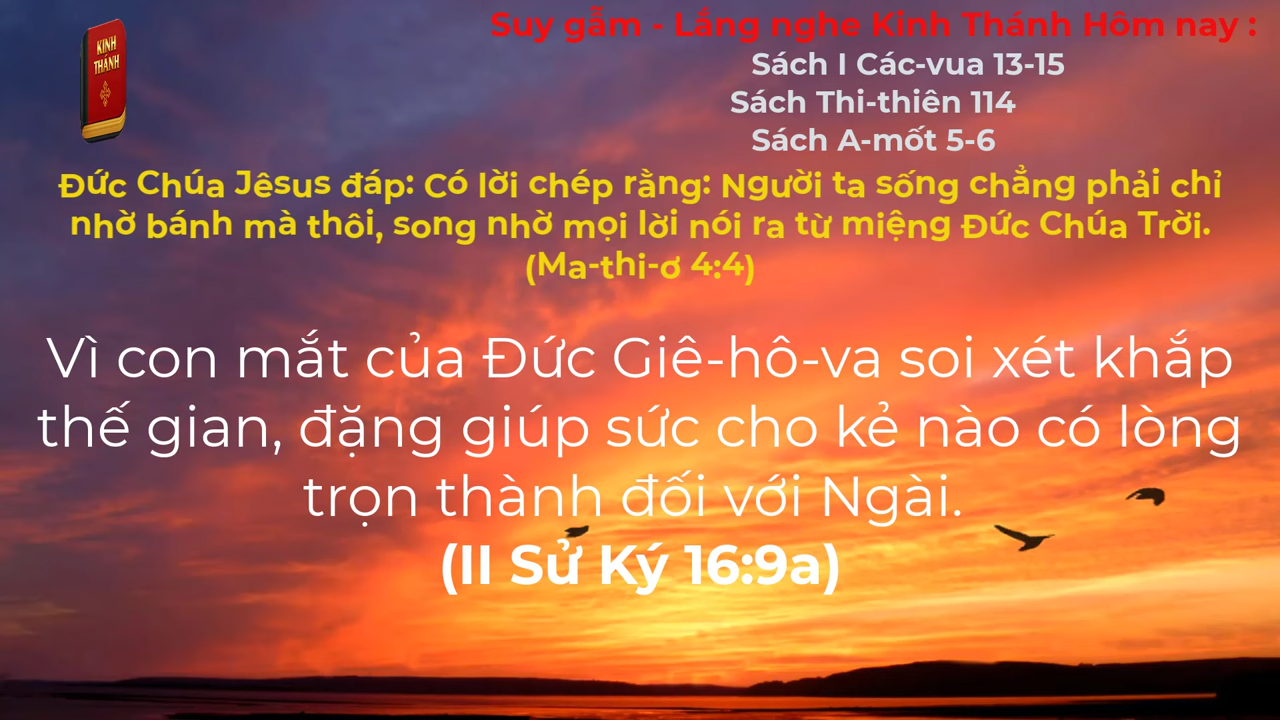 KINH
THÁNH
Suy gẫm - Lắng nghe Kinh Thánh Hôm nay :
Sách I Các-vua 13-15
Sách Thi-thiên 114
Sách A-mốt 5-6
Đức Chúa Jêsus đáp: Có lời chép rằng: Người ta sống chẳng phải chỉ
nhờ bánh mà thôi, song nhờ mọi lời nói ra từ miệng Đức Chúa Trời.
(Ma-thi-ơ 4:4)
Vì con mắt của Đức Giê-hô-va soi xét khắp
thế gian, đặng giúp sức cho kẻ nào có lòng
trọn thành đối với Ngài.
(II Sử Ký 16:9a)